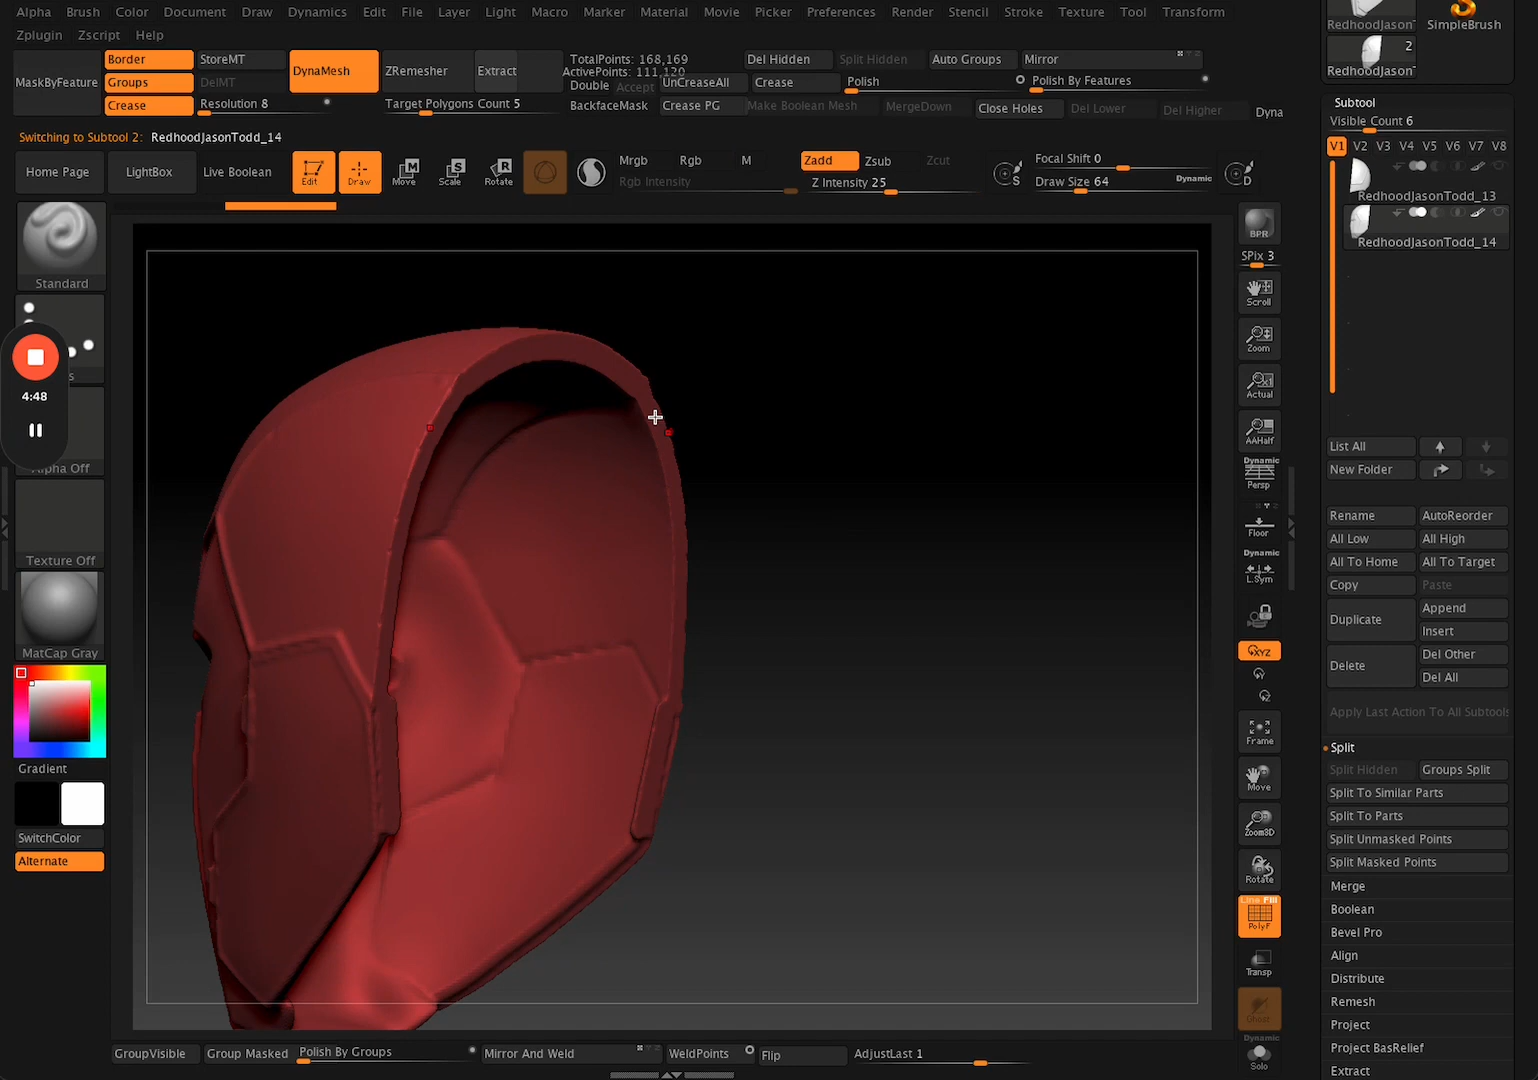 Alpha Brush Color Document Draw Dynamics Edit File Layer Light Macro Marker Material Movie Picker Preferences Render Stencil Stroke Texture Tool Transform
Zplugin Zscript Help
RedhoodJason SimpleBrush
2
RedhoodJason
MaskByFeature Border StoreMT DynaMesh ZRemesher Extract TotalPoints: 168,169 Del Hidden Split Hidden Auto Groups Mirror
ActivePoints: 111,120
Groups DelMT Double Accept UnCreaseAll Crease Polish Polish By Features
Crease Resolution 8 Target Polygons Count 5 BackfaceMask Crease PG Make Boolean Mesh MergeDown Close Holes Del Lower Del Higher Dyna
Switching to Subtool 2: RedhoodJasonTodd_14
Home Page LightBox Live Boolean Edit Draw Move Scale Rotate Mrgb Rgb M Zadd Zsub Zcut Focal Shift 0
Rgb Intensity Z Intensity 25 Draw Size 64 Dynamic
Standard
4:48
Alpha Off
Texture Off
MatCap Gray
Gradient
SwitchColor
Alternate
BPR
SPix 3
Scroll
Zoom
Actual
AAHalf
Dynamic
Persp
Floor
Dynamic
L.Sym
XYZ
Frame
Move
Zoom3D
Rotate
Line Fill
PolyF
Transp
Ghost
Dynamic
Solo
Subtool
Visible Count 6
V1 V2 V3 V4 V5 V6 V7 V8
RedhoodJasonTodd_13
RedhoodJasonTodd_14
List All
New Folder
Rename AutoReorder
All Low All High
All To Home All To Target
Copy Paste
Duplicate Append
Insert
Delete Del Other
Del All
Apply Last Action To All Subtools
Split
Split Hidden Groups Split
Split To Similar Parts
Split To Parts
Split Unmasked Points
Split Masked Points
Merge
Boolean
Bevel Pro
Align
Distribute
Remesh
Project
Project BasRelief
Extract
GroupVisible Group Masked Polish By Groups Mirror And Weld WeldPoints Flip AdjustLast 1